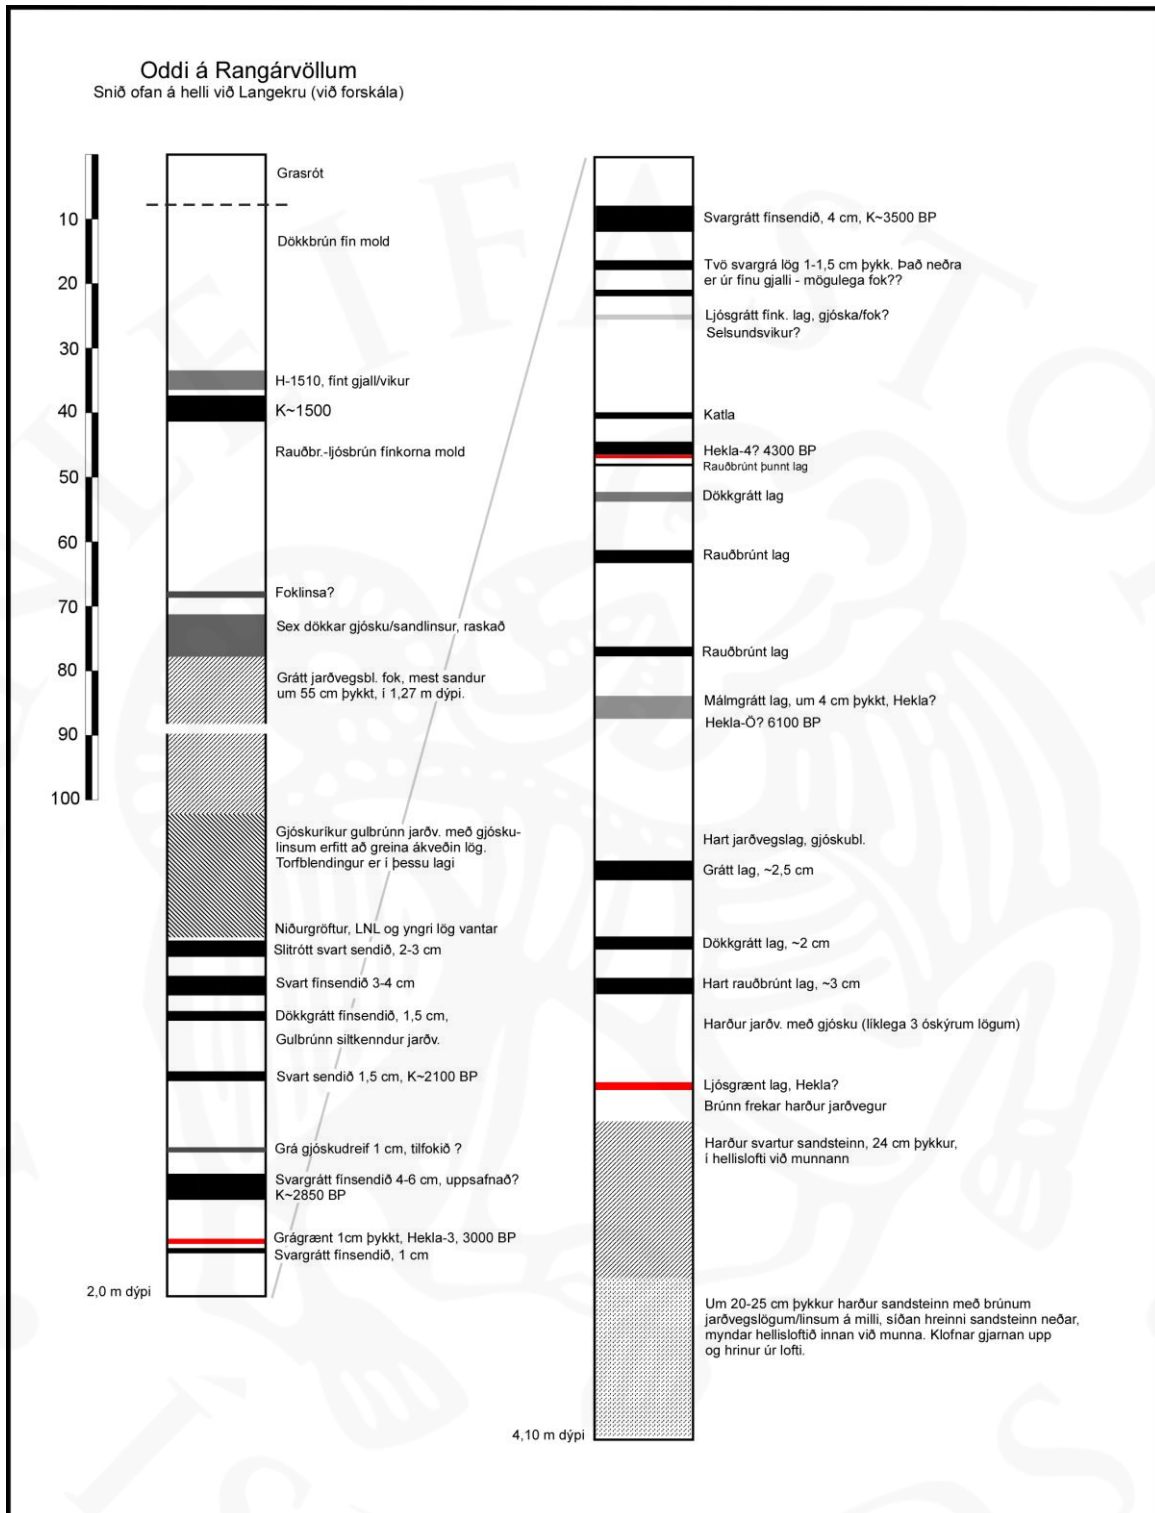 Oddi á Rangárvöllum
Snið ofan á helli við Langekru (við forskála)
10
20
30
40
50
60
70
80
90
100
Grasrót
Dökkbrún fín mold
H-1510, fínt gjall/vikur
K~1500
Rauðbr.-ljósbrún fínkorna mold
Foklinsa?
Sex dökkar gjósku/sandlinsur, raskað
Grátt jarðvegsbl. fok, mest sandur
um 55 cm þykkt, í 1,27 m dýpi.
Gjóskuríkur gulbrúnn jarðv. með gjósku-
linsum erfitt að greina ákveðin lög.
Torfblendingur er í þessu lagi
Niðurgröftur, LNL og yngri lög vantar
Slitrótt svart sendið, 2-3 cm
Svart fínsendið 3-4 cm
Dökkgrátt fínsendið, 1,5 cm,
Gulbrúnn siltkenndur jarðv.
Svart sendið 1,5 cm, K~2100 BP
Grá gjóskudreif 1 cm, tilfokið ?
Svargrátt fínsendið 4-6 cm, uppsafnað?
K~2850 BP
Grágrænt 1cm þykkt, Hekla-3, 3000 BP
Svargrátt fínsendið, 1 cm
2,0 m dýpi
Svargrátt fínsendið, 4 cm, K~3500 BP
Tvö svargrá lög 1-1,5 cm þykk. Það neðra
er úr fínu gjalli - mögulega fok??
Ljósgrátt fínk. lag, gjóska/fok?
Selsundsvikur?
Katla
Hekla-4? 4300 BP
Rauðbrúnt þunnt lag
Dökkgrátt lag
Rauðbrúnt lag
Rauðbrúnt lag
Málmgrátt lag, um 4 cm þykkt, Hekla?
Hekla-Ö? 6100 BP
Hart jarðvegslag, gjóskubl.
Grátt lag, ~2,5 cm
Dökkgrátt lag, ~2 cm
Hart rauðbrúnt lag, ~3 cm
Harður jarðv. með gjósku (líklega 3 óskýrum lögum)
Ljósgrænt lag, Hekla?
Brúnn frekar harður jarðvegur
Harður svartur sandsteinn, 24 cm þykkur,
í hellislofti við munnann
Um 20-25 cm þykkur harður sandsteinn með brúnum
jarðvegslögum/linsum á milli, síðan hreinni sandsteinn neðar,
myndar hellisloftið innan við munna. Klofnar gjarnan upp
og hrinur úr lofti.
4,10 m dýpi